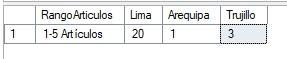 RangoArticulos Lima Arequipa Trujillo
1 1-5 Artículos 20 1 3